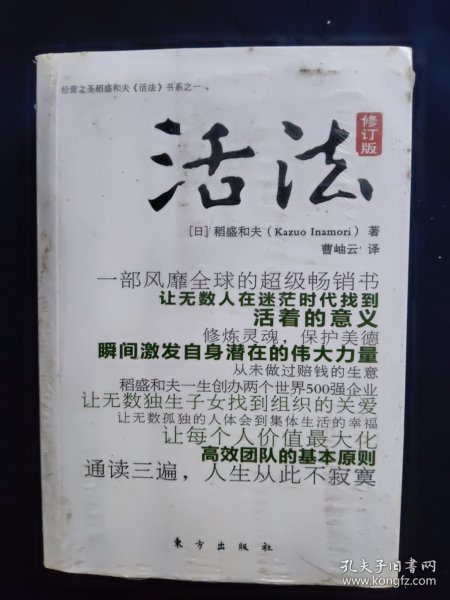 经营之圣稻盛和夫《活法》书系之一
活法
修订版
[日] 稻盛和夫（Kazuo Inamori）著
曹岫云 译
一部风靡全球的超级畅销书
让无数人在迷茫时代找到
活着的意义
修炼灵魂，保护美德
瞬间激发自身潜在的伟大力量
从未做过赔钱的生意
稻盛和夫一生创办两个世界500强企业
让无数独生子女找到组织的关爱
让无数孤独的人体会到集体生活的幸福
让每个人价值最大化
高效团队的基本原则
通读三遍，人生从此不寂寞
东方出版社
孔夫子旧书网
www.kongfz.com